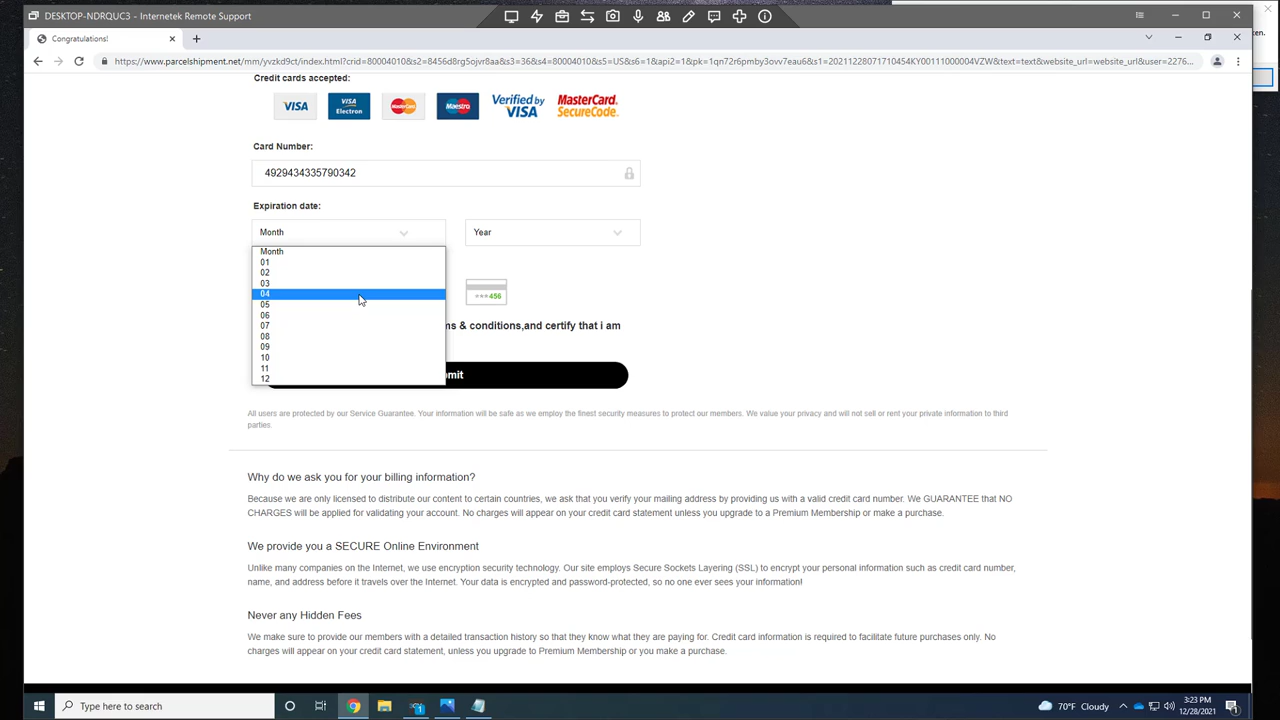 DESKTOP-NDRQUC3 - Internetek Remote Support
Congratulations!
https://www.parcelshipment.net/mm/yvzkd9ct/index.html?crid=80004010&s2=8456d8rg5ojvr8aa&s3=36&s4=80004010&s5=US&s6=1&api2=1&pk=1qn72r6pmby3ovv7eau6&s1=20211228071710454KY00111000004VZW&text=text&website_url=website_url&user=2276...
Credit cards accepted:
VISA
VISA Electron
MasterCard
Maestro
Verified by VISA
MasterCard SecureCode.
Card Number:
4929434335790342
Expiration date:
Month
Year
Month
01
02
03
04
05
06
07
08
09
10
11
12
***456
ms & conditions,and certify that i am
mit
All users are protected by our Service Guarantee. Your information will be safe as we employ the finest security measures to protect our members. We value your privacy and will not sell or rent your private information to third
parties.
Why do we ask you for your billing information?
Because we are only licensed to distribute our content to certain countries, we ask that you verify your mailing address by providing us with a valid credit card number. We GUARANTEE that NO
CHARGES will be applied for validating your account. No charges will appear on your credit card statement unless you upgrade to a Premium Membership or make a purchase.
We provide you a SECURE Online Environment
Unlike many companies on the Internet, we use encryption security technology. Our site employs Secure Sockets Layering (SSL) to encrypt your personal information such as credit card number,
name, and address before it travels over the Internet. Your data is encrypted and password-protected, so no one ever sees your information!
Never any Hidden Fees
We make sure to provide our members with a detailed transaction history so that they know what they are paying for. Credit card information is required to facilitate future purchases only. No
charges will appear on your credit card statement, unless you upgrade to Premium Membership or you make a purchase.
Type here to search
70°F Cloudy
3:23 PM
12/28/2021